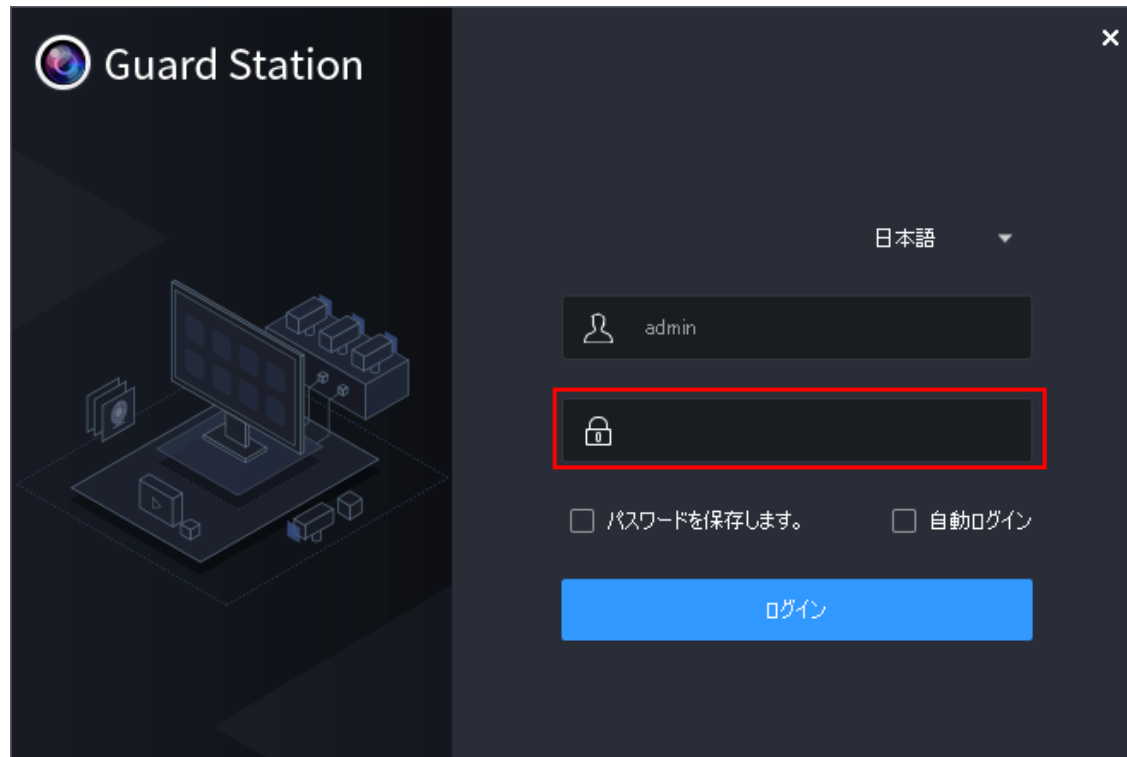 Guard Station
日本語
admin
パスワードを保存します。
自動ログイン
ログイン